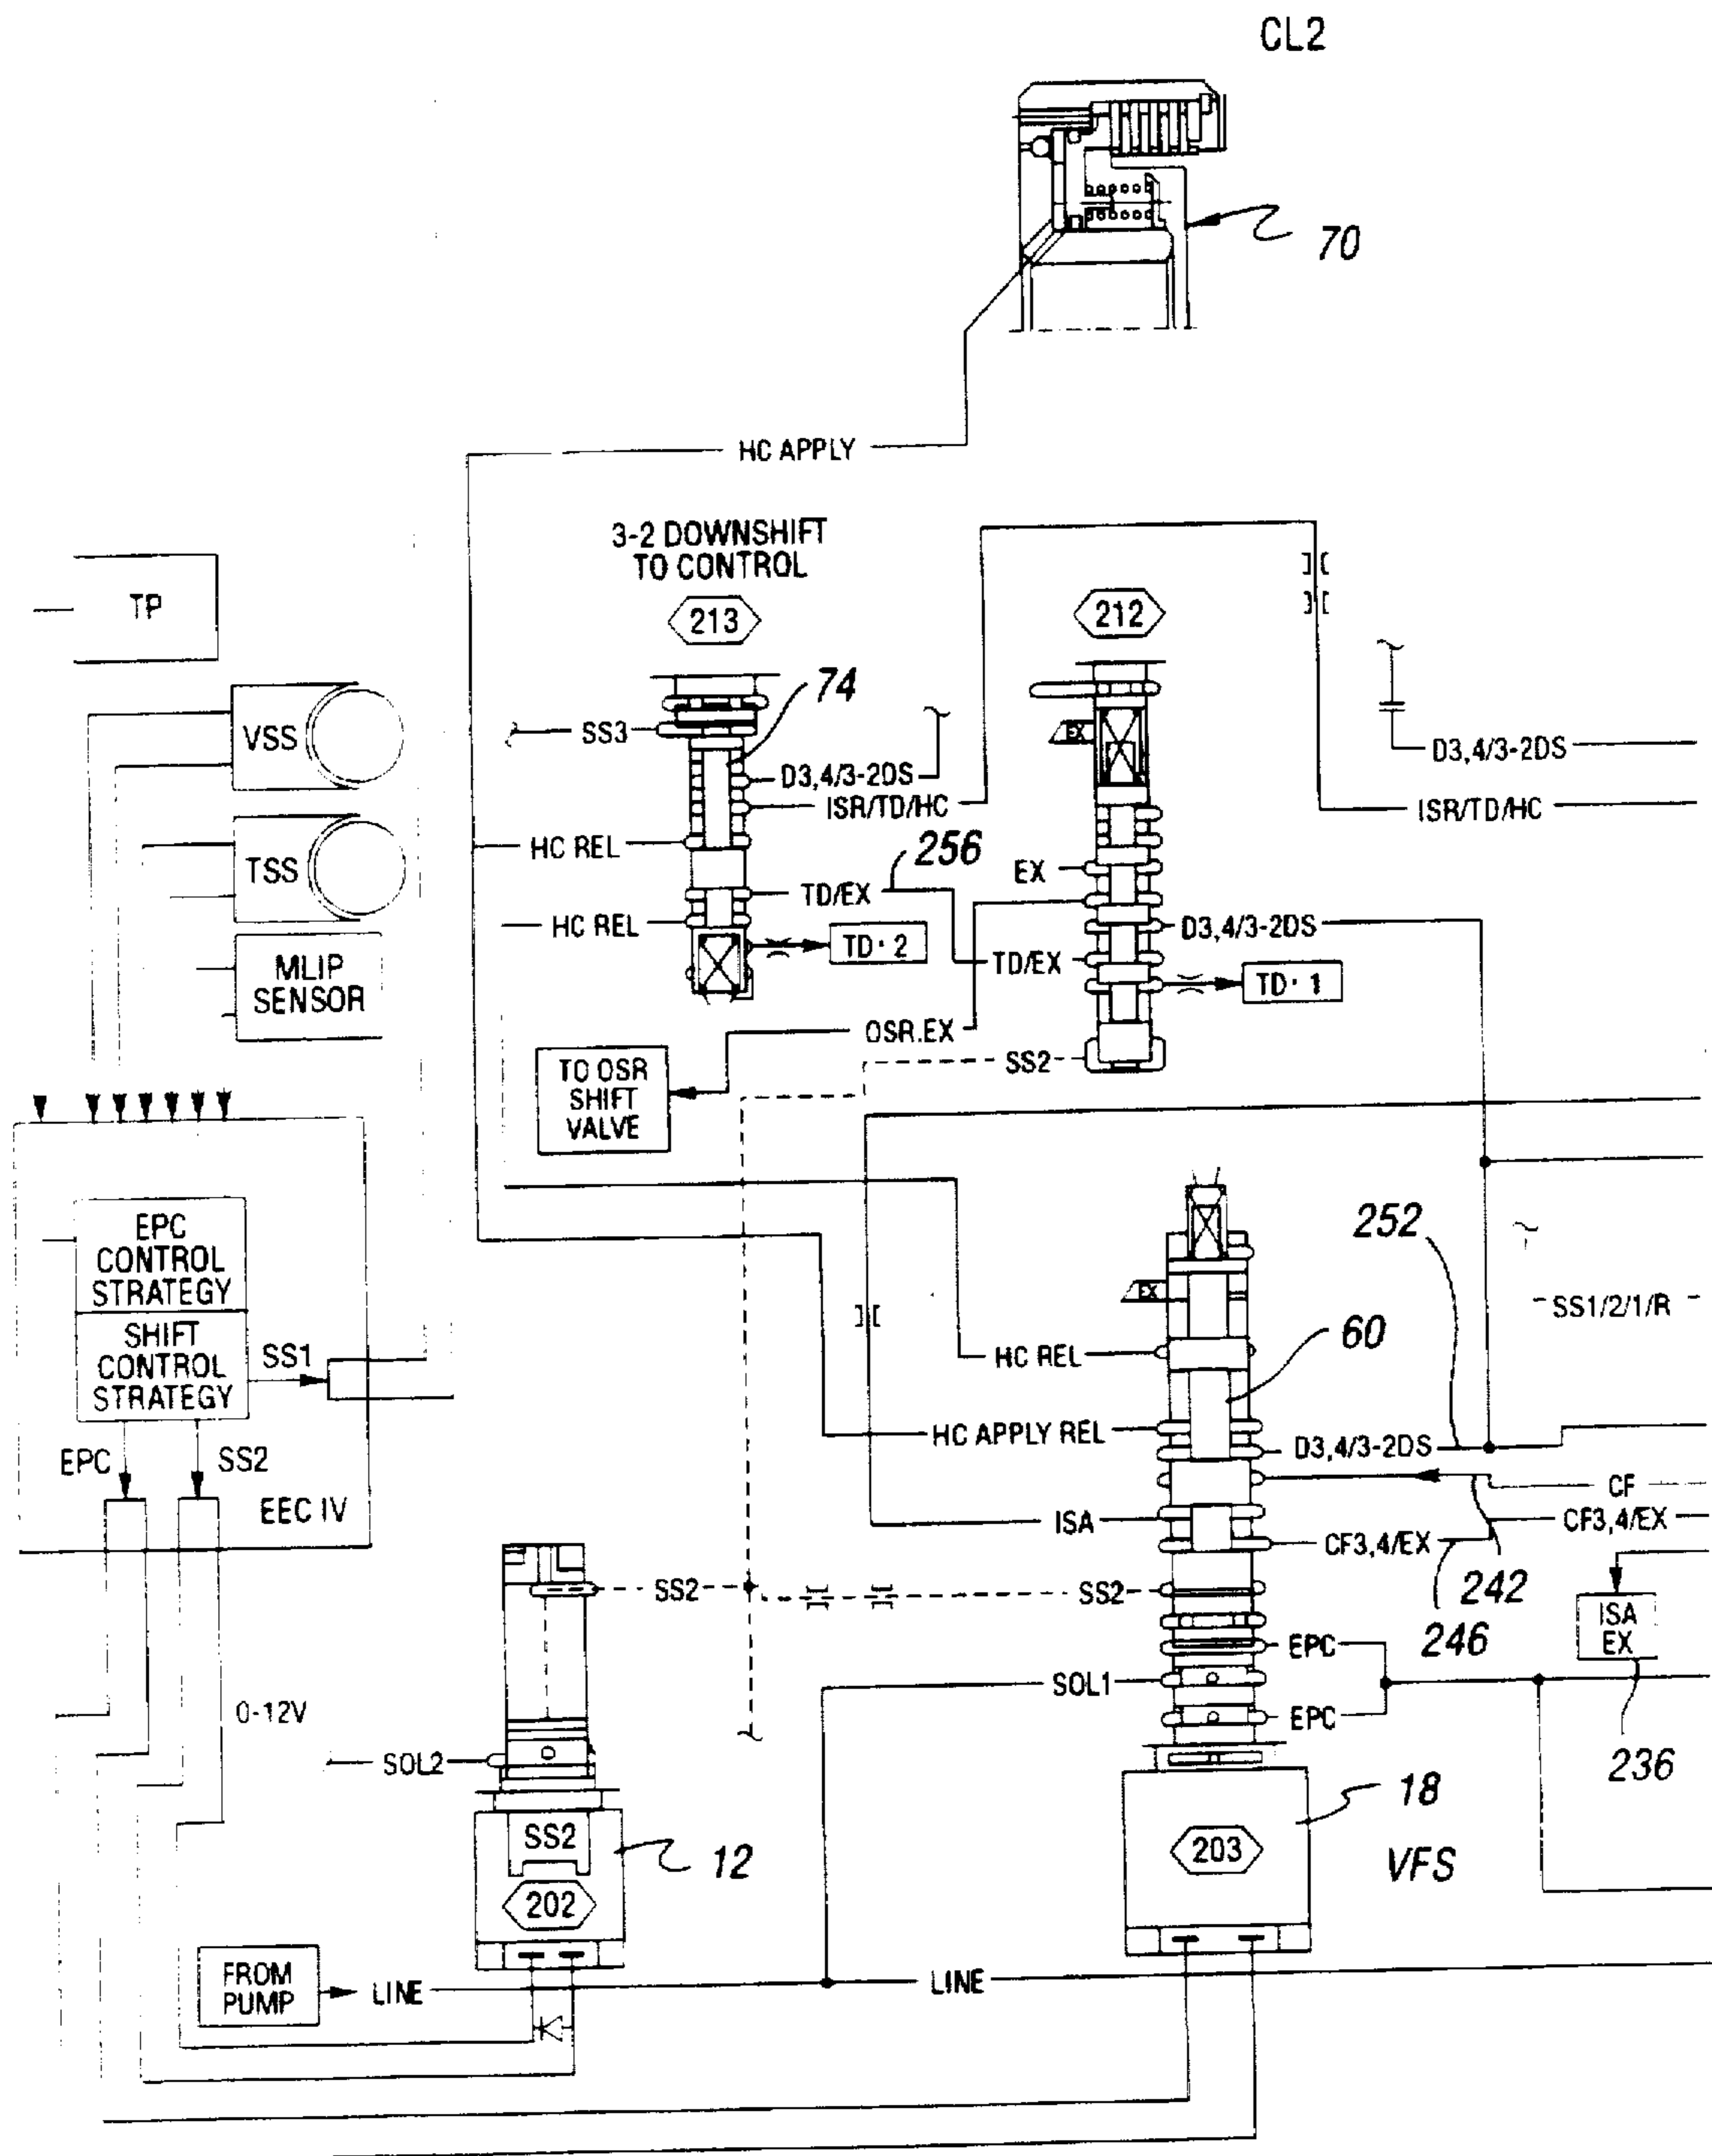 CL2
70
HC APPLY
3-2 DOWNSHIFT
TO CONTROL
213
212
TP
74
VSS
SS3
EX
D3,4/3-2DS
D3,4/3-2DS
ISR/TD/HC
ISR/TD/HC
HC REL
256
TSS
EX
TD/EX
HC REL
D3,4/3-2DS
TD·2
TD/EX
MLIP
SENSOR
TD·1
OSR.EX
SS2
TO OSR
SHIFT
VALVE
EPC
CONTROL
STRATEGY
252
EX
SS1/2/1/R
SHIFT
CONTROL
STRATEGY
SS1
60
HC REL
HC APPLY REL
D3,4/3-2DS
EPC
SS2
CF
EEC IV
ISA
CF3,4/EX
CF3,4/EX
SS2
SS2
242
246
ISA
EX
EPC
SOL1
0-12V
EPC
SOL2
236
18
SS2
12
203
VFS
202
FROM
PUMP
LINE
LINE